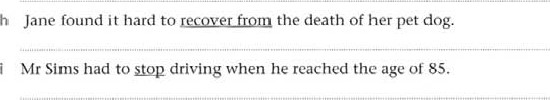 h Jane found it hard to recover from the death of her pet dog.
i Mr Sims had to stop driving when he reached the age of 85.